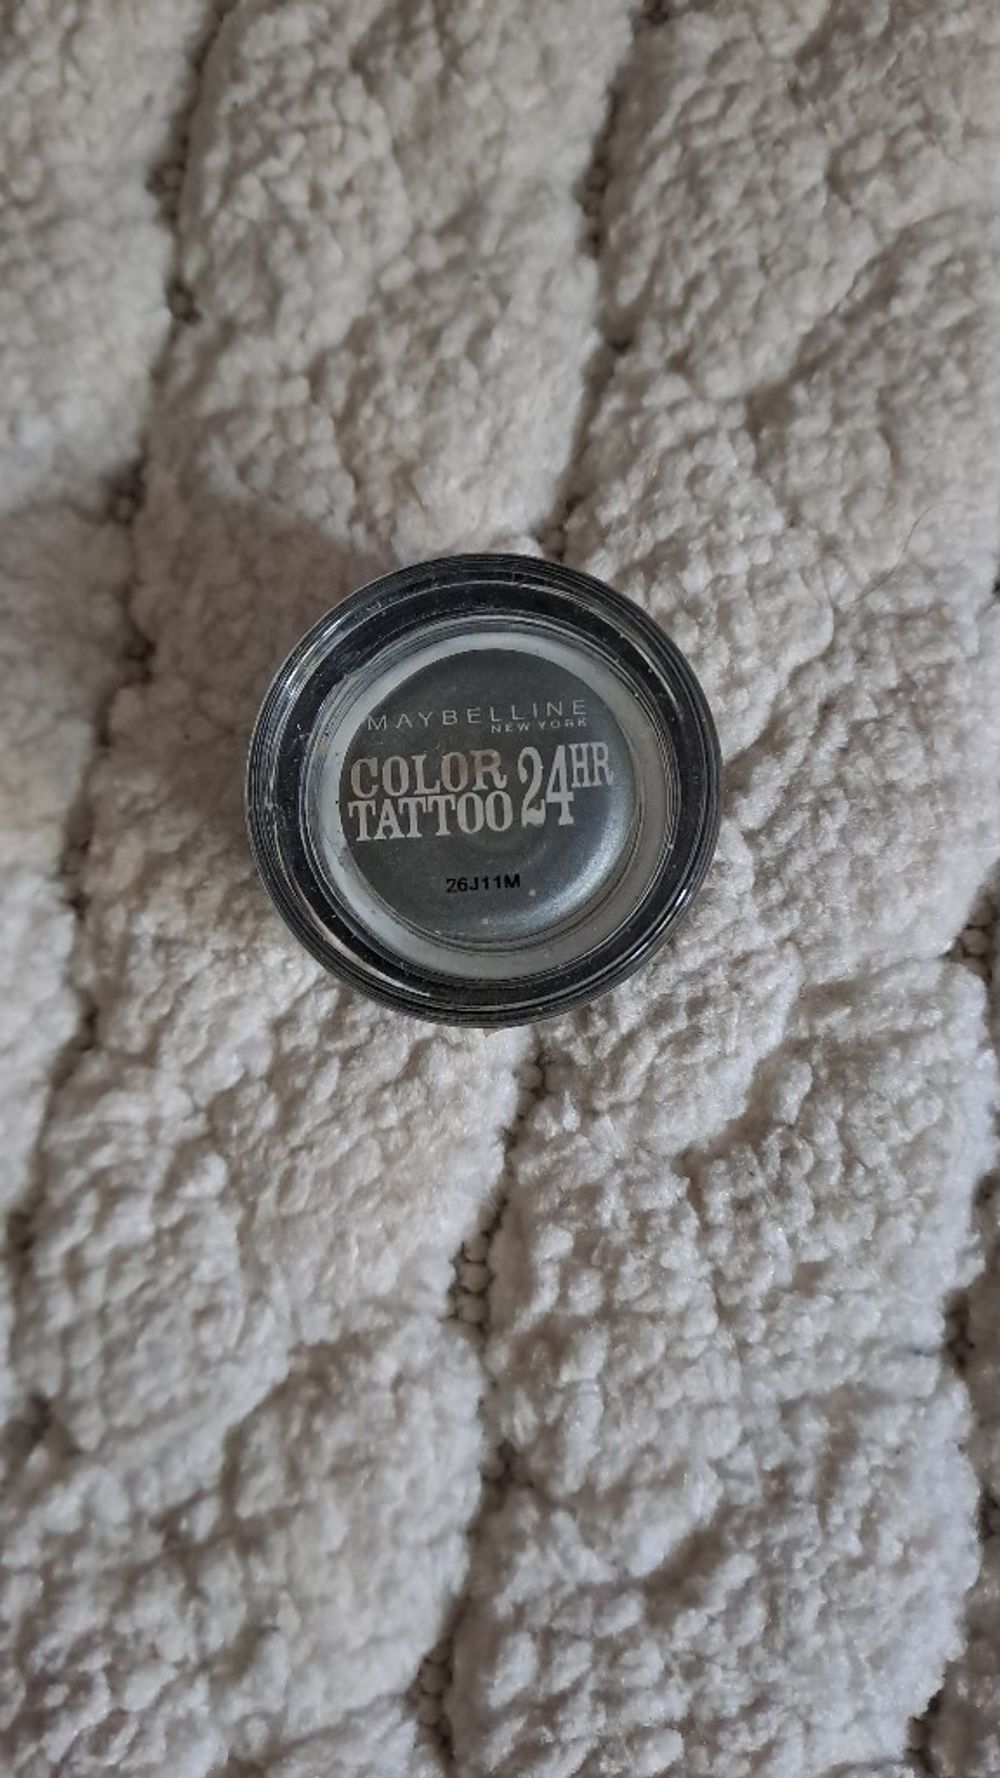 MAYBELLINE
NEW YORK
COLOR
TATTOO 24HR
26J11M